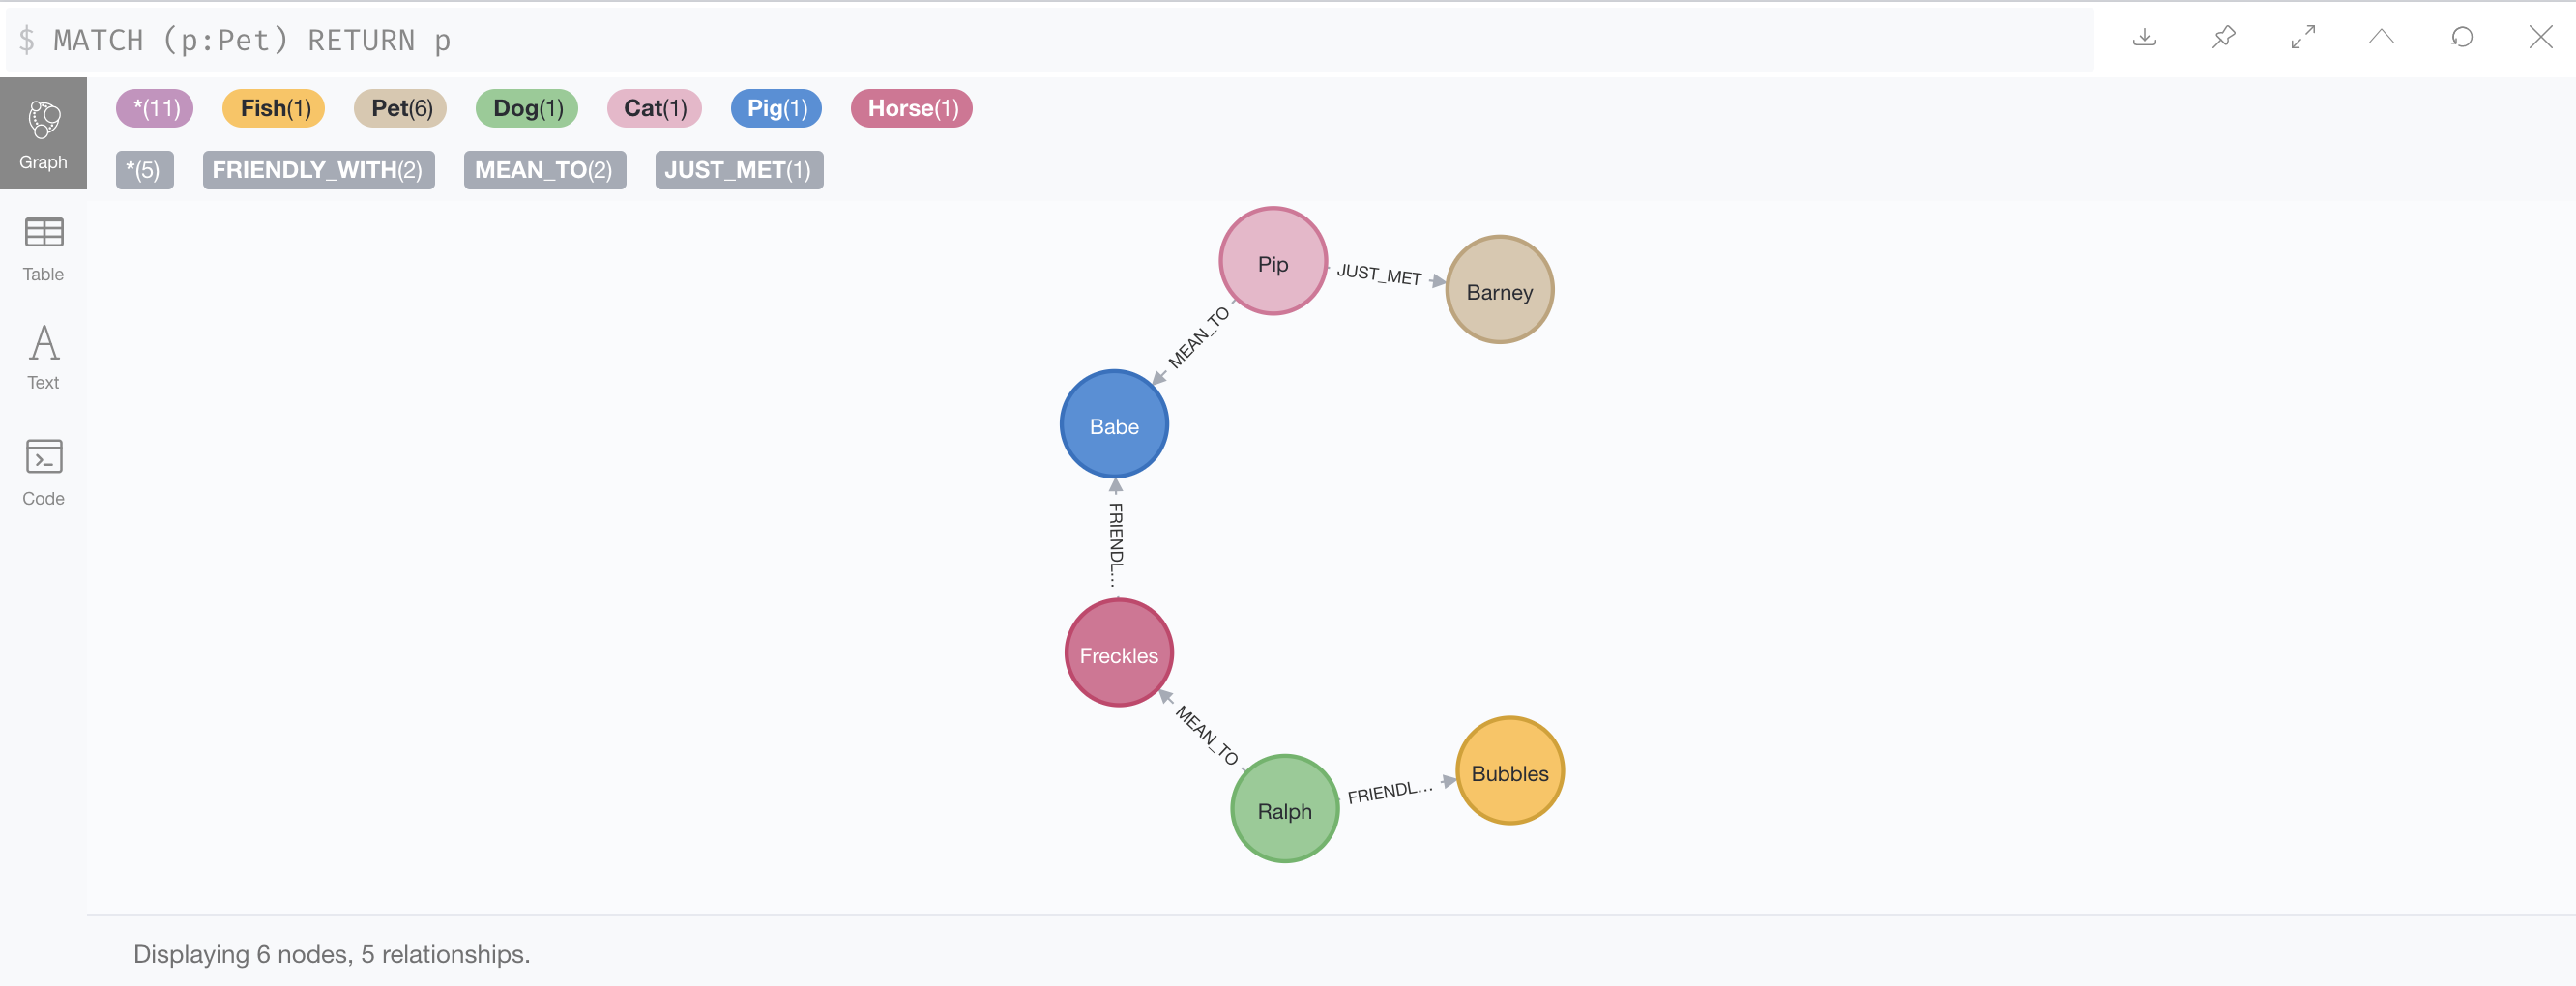 $ MATCH (p:Pet) RETURN p
*(11) Fish(1) Pet(6) Dog(1) Cat(1) Pig(1) Horse(1)
*(5) FRIENDLY_WITH(2) MEAN_TO(2) JUST_MET(1)
Graph
Table
Text
Code
Pip
JUST_MET
Barney
MEAN_TO
Babe
FRIENDL...
Freckles
MEAN_TO
Ralph
FRIENDL...
Bubbles
Displaying 6 nodes, 5 relationships.